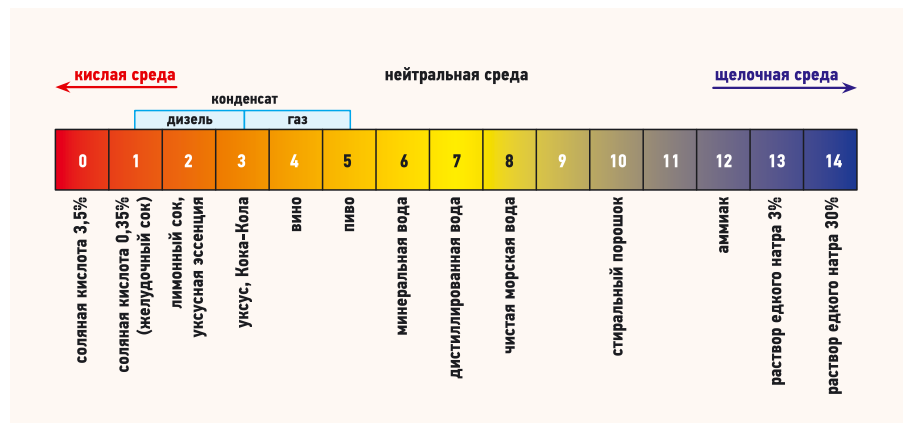 кислая среда
нейтральная среда
щелочная среда
конденсат
дизель
газ
0 1 2 3 4 5 6 7 8 9 10 11 12 13 14
соляная кислота 3,5%
соляная кислота 0,35%
(желудочный сок)
лимонный сок,
уксусная эссенция
уксус, Кока-Кола
вино
пиво
минеральная вода
дистиллированная вода
чистая морская вода
стиральный порошок
аммиак
раствор едкого натра 3%
раствор едкого натра 30%